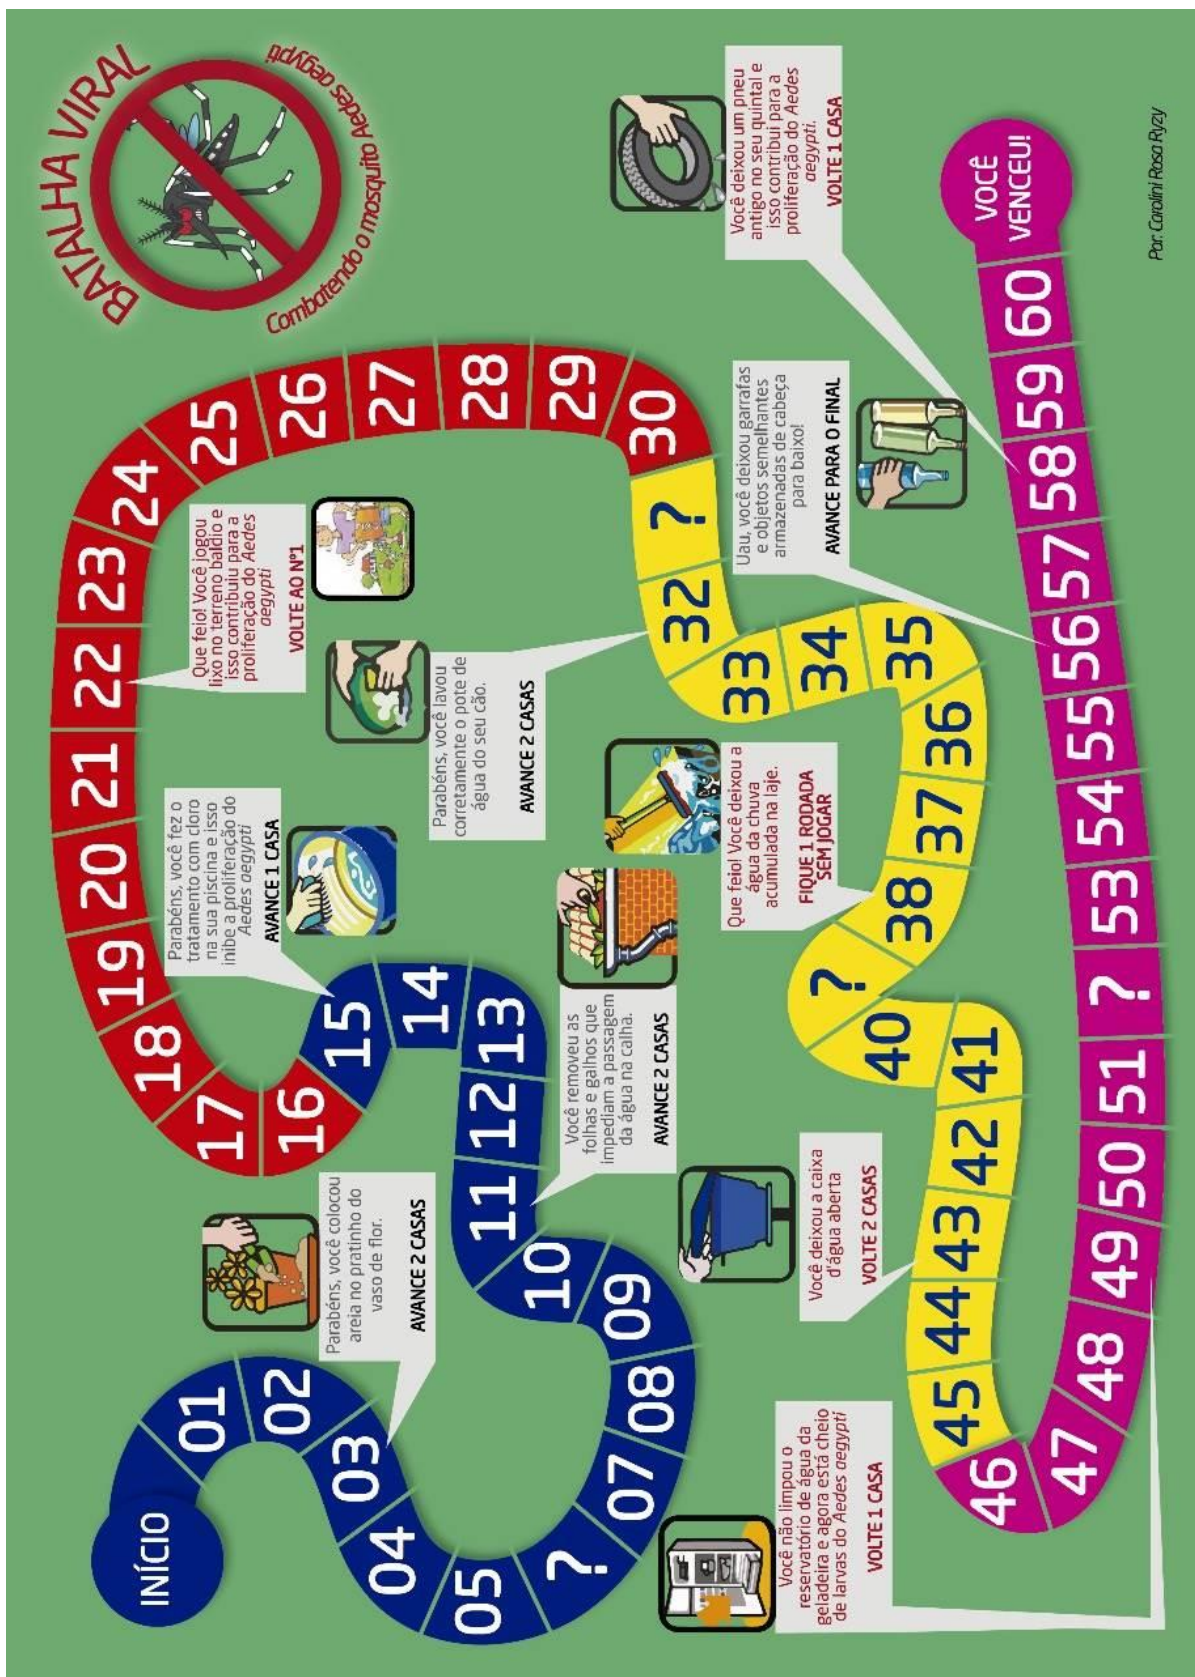 BATALHA VIRAL
Combatendo o mosquito Aedes aegypti
INÍCIO
01
02
03
04
05
?
07
08
09
10
11
12
13
14
15
16
17
18
19
20
21
22
23
24
25
26
27
28
29
30
?
32
33
34
35
36
37
38
?
40
41
42
43
44
45
46
47
48
49
50
51
?
53
54
55
56
57
58
59
60
VOCÊ
VENCEU!
Parabéns, você colocou
areia no pratinho do
vaso de flor.
AVANCE 2 CASAS
Você removeu as
folhas e galhos que
impediam a passagem
da água na calha.
AVANCE 2 CASAS
Parabéns, você fez o
tratamento com cloro
na sua piscina e isso
inibe a proliferação do
Aedes aegypti
AVANCE 1 CASA
Que feio! Você jogou
lixo no terreno baldio e
isso contribuiu para a
proliferação do Aedes
aegypti
VOLTE AO Nº1
Parabéns, você lavou
corretamente o pote de
água do seu cão.
AVANCE 2 CASAS
Que feio! Você deixou a
água da chuva
acumulada na laje.
FIQUE 1 RODADA
SEM JOGAR
Você deixou a caixa
d'água aberta
VOLTE 2 CASAS
Você não limpou o
reservatório de água da
geladeira e agora está cheio
de larvas do Aedes aegypti
VOLTE 1 CASA
Uau, você deixou garrafas
e objetos semelhantes
armazenadas de cabeça
para baixo!
AVANCE PARA O FINAL
Você deixou um pneu
antigo no seu quintal e
isso contribui para a
proliferação do Aedes
aegypti.
VOLTE 1 CASA
Por: Carolini Rosa Ryzy